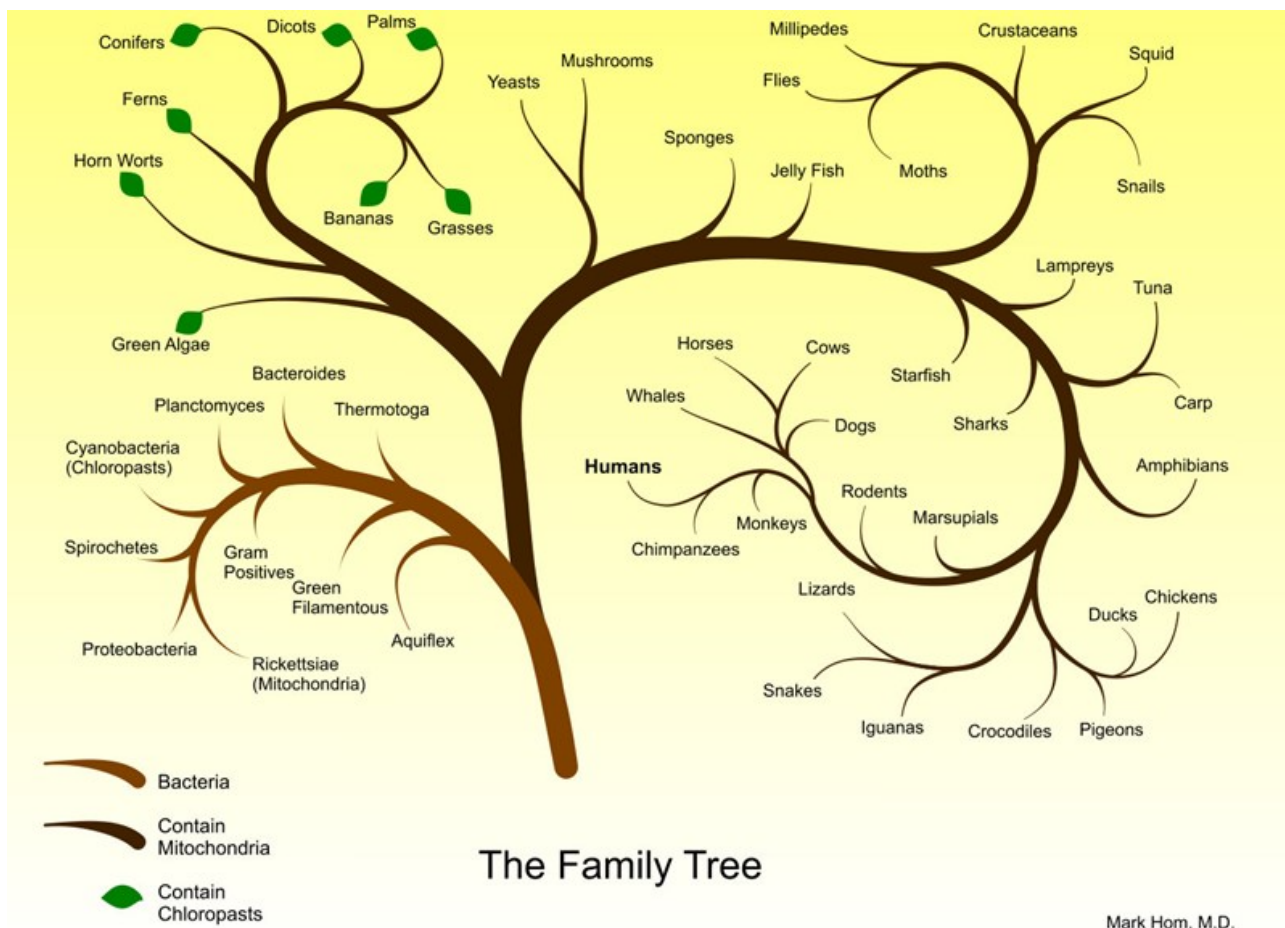 Conifers
Dicots
Palms
Ferns
Horn Worts
Bananas
Grasses
Green Algae
Yeasts
Mushrooms
Sponges
Jelly Fish
Millipedes
Flies
Moths
Crustaceans
Squid
Snails
Lampreys
Tuna
Carp
Starfish
Sharks
Amphibians
Horses
Cows
Whales
Dogs
Humans
Chimpanzees
Monkeys
Rodents
Marsupials
Lizards
Snakes
Iguanas
Crocodiles
Pigeons
Ducks
Chickens
Bacteroides
Planctomyces
Thermotoga
Cyanobacteria
(Chloropasts)
Spirochetes
Gram
Positives
Green
Filamentous
Proteobacteria
Rickettsiae
(Mitochondria)
Aquiflex
Bacteria
Contain
Mitochondria
Contain
Chloropasts
The Family Tree
Mark Hom, M.D.